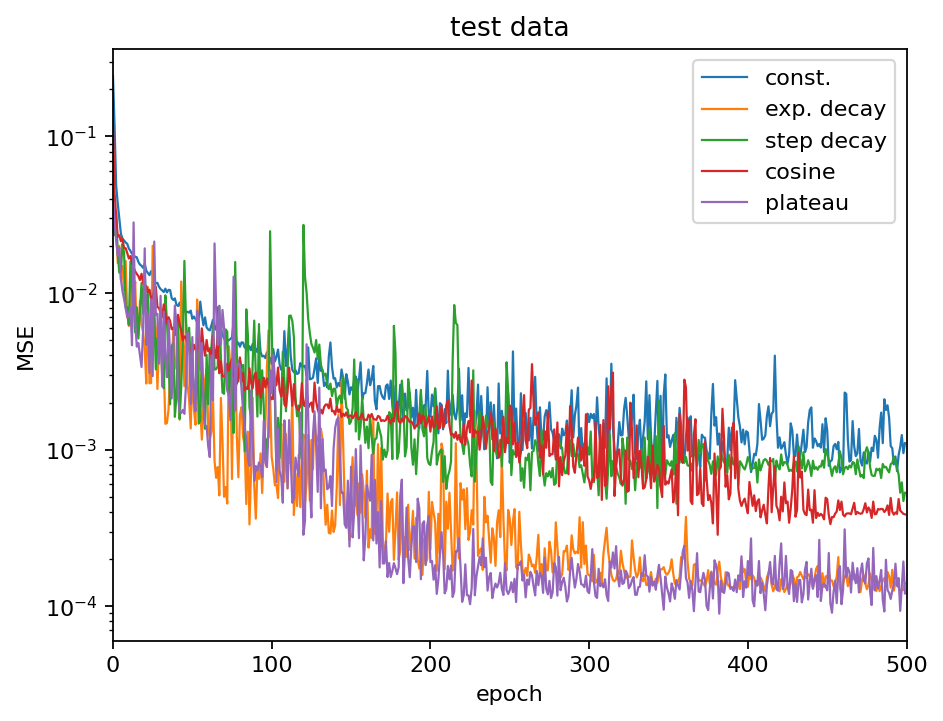 test data
MSE
10⁻¹
10⁻²
10⁻³
10⁻⁴
0 100 200 300 400 500
epoch
const.
exp. decay
step decay
cosine
plateau